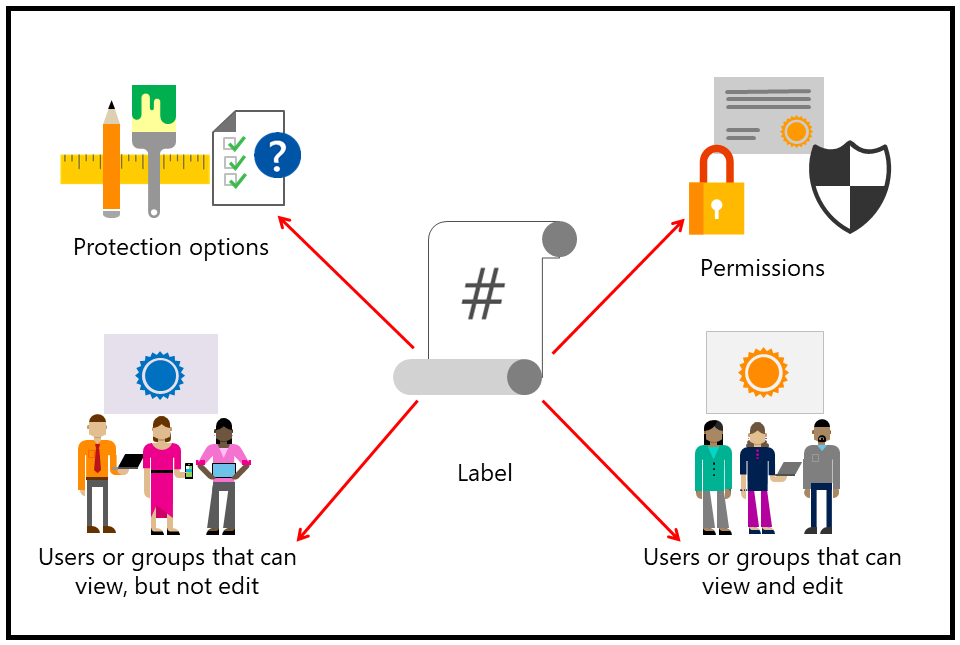 ?
Protection options
Permissions
#
Label
Users or groups that can
view, but not edit
Users or groups that can
view and edit